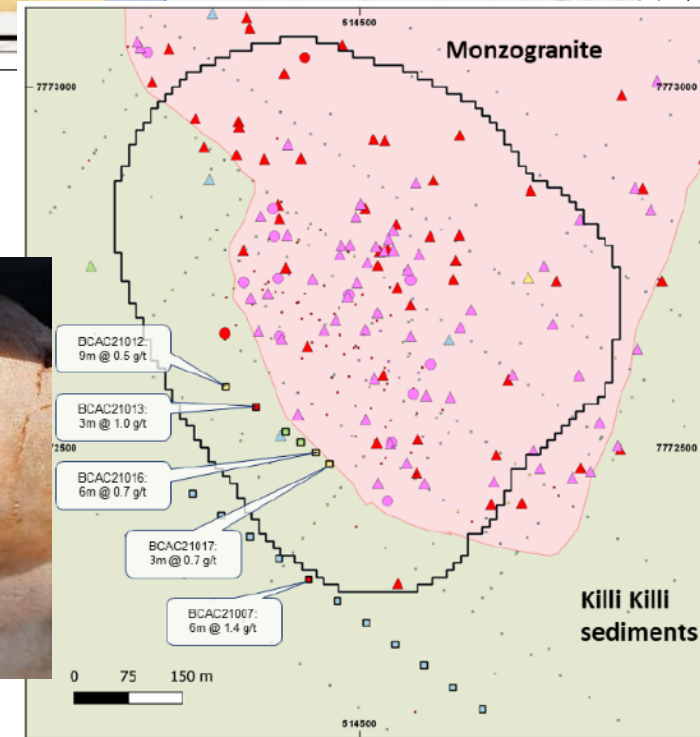 514500
Monzogranite
7773000
7773000
BCAC21012:
9m @ 0.5 g/t
BCAC21013:
3m @ 1.0 g/t
7772500
7772500
BCAC21016:
6m @ 0.7 g/t
BCAC21017:
3m @ 0.7 g/t
BCAC21007:
6m @ 1.4 g/t
Killi Killi
sediments
0 75 150 m
514500